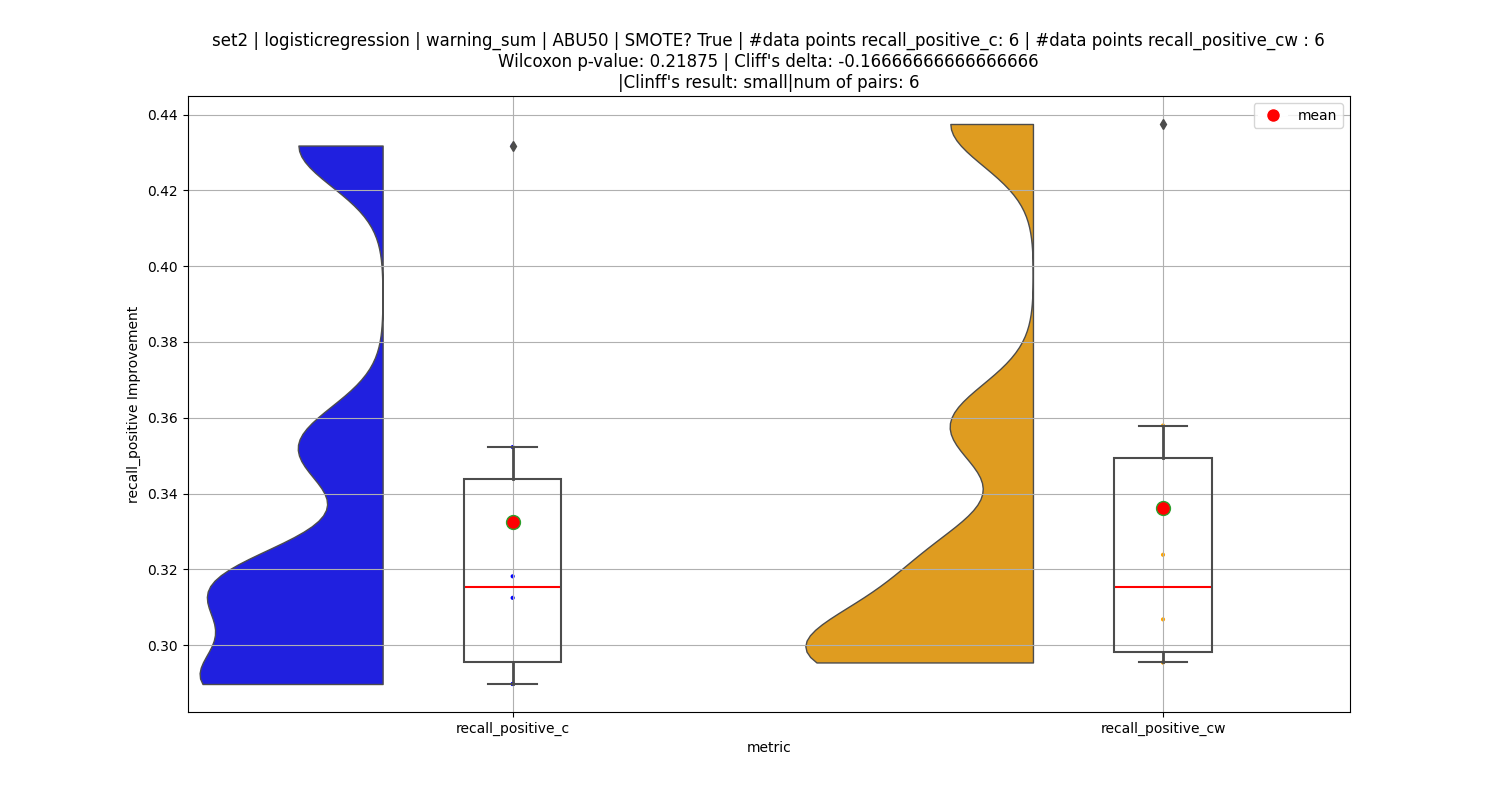 set2 | logisticregression | warning_sum | ABU50 | SMOTE? True | #data points recall_positive_c: 6 | #data points recall_positive_cw : 6
Wilcoxon p-value: 0.21875 | Cliff's delta: -0.16666666666666666
|Clinff's result: small|num of pairs: 6
mean
0.44
0.42
0.40
0.38
0.36
0.34
0.32
0.30
recall_positive Improvement
recall_positive_c
recall_positive_cw
metric